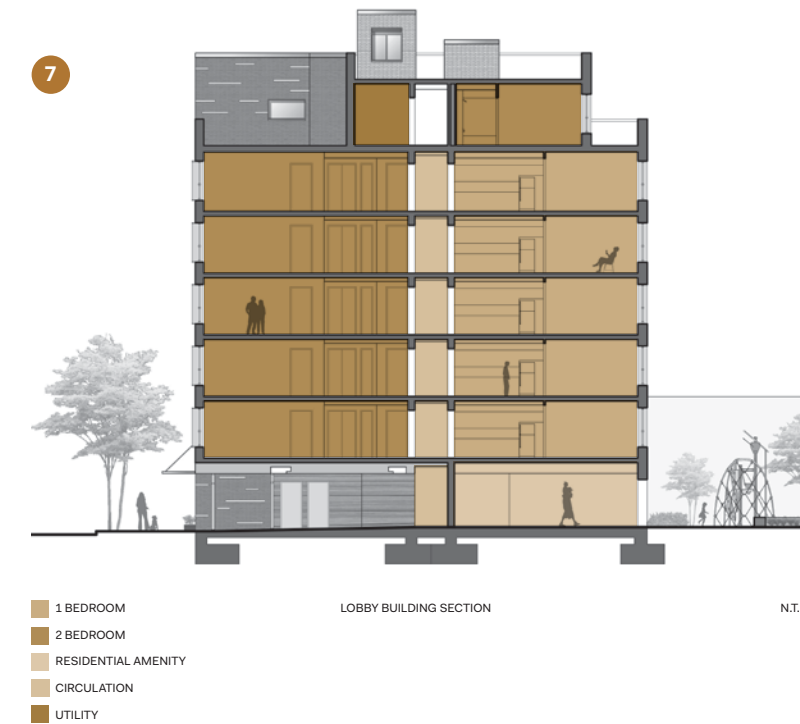 7
1 BEDROOM
LOBBY BUILDING SECTION
N.T.
2 BEDROOM
RESIDENTIAL AMENITY
CIRCULATION
UTILITY